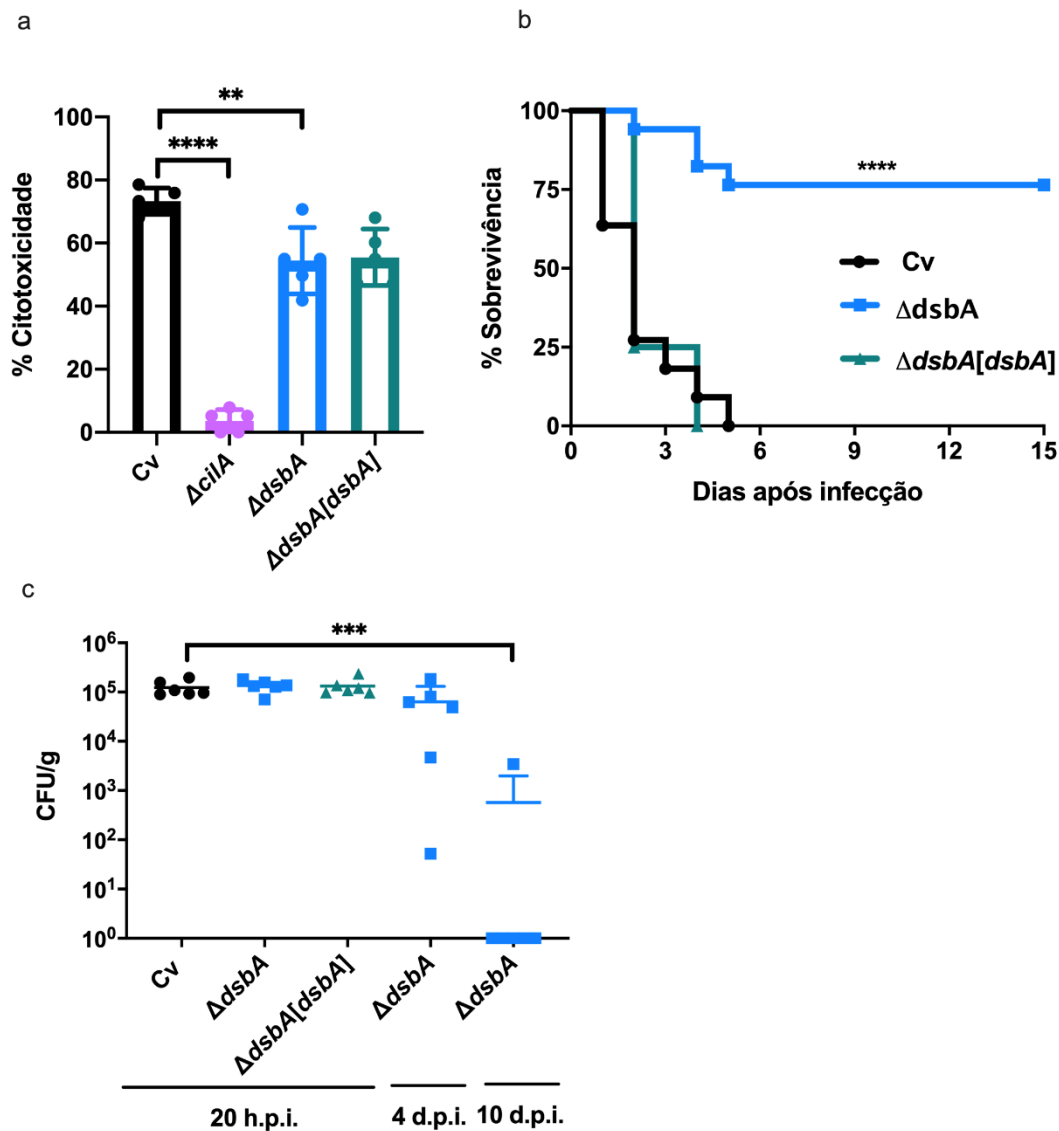 a
% Citotoxicidade
100
80
60
40
20
0
**
****
Cv
ΔcilA
ΔdsbA
ΔdsbA[dsbA]
b
% Sobrevivência
100
75
50
25
0
****
Cv
ΔdsbA
ΔdsbA[dsbA]
0 3 6 9 12 15
Dias após infecção
c
CFU/g
10⁶
10⁵
10⁴
10³
10²
10¹
10⁰
***
Cv
ΔdsbA
ΔdsbA[dsbA]
ΔdsbA
ΔdsbA
20 h.p.i. 4 d.p.i. 10 d.p.i.